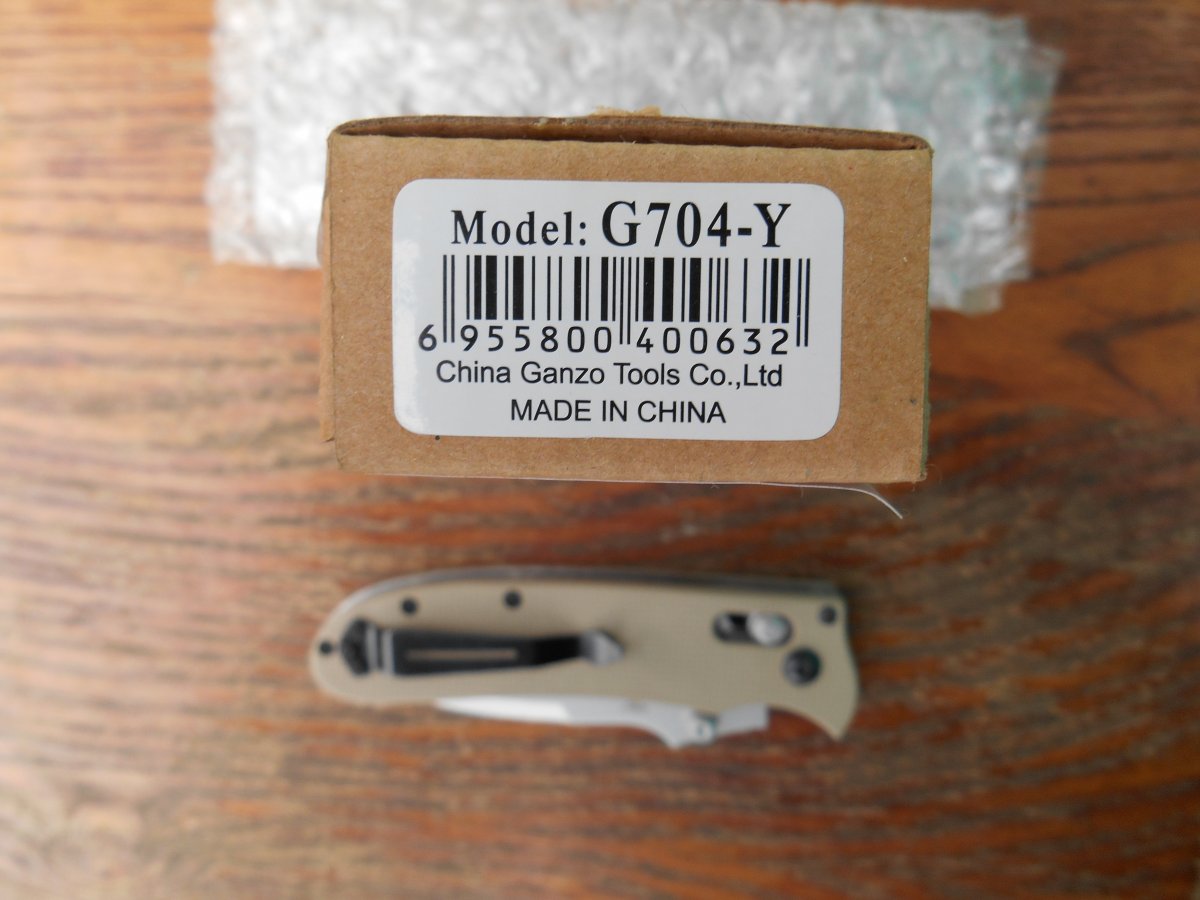 Model: G704-Y
6 955800 400632
China Ganzo Tools Co.,Ltd
MADE IN CHINA